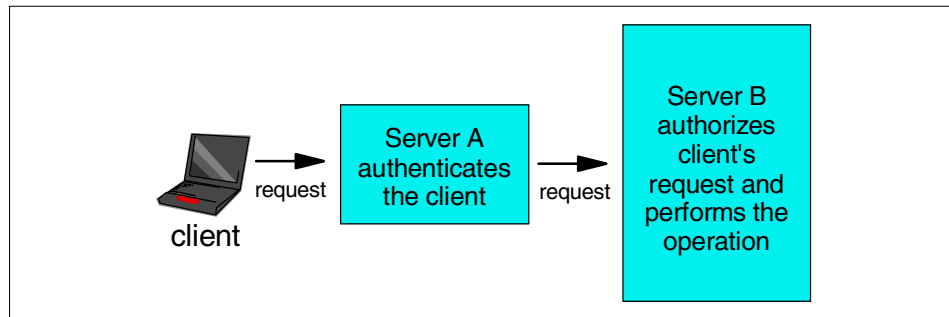 client
request
Server A
authenticates
the client
request
Server B
authorizes
client's
request and
performs the
operation